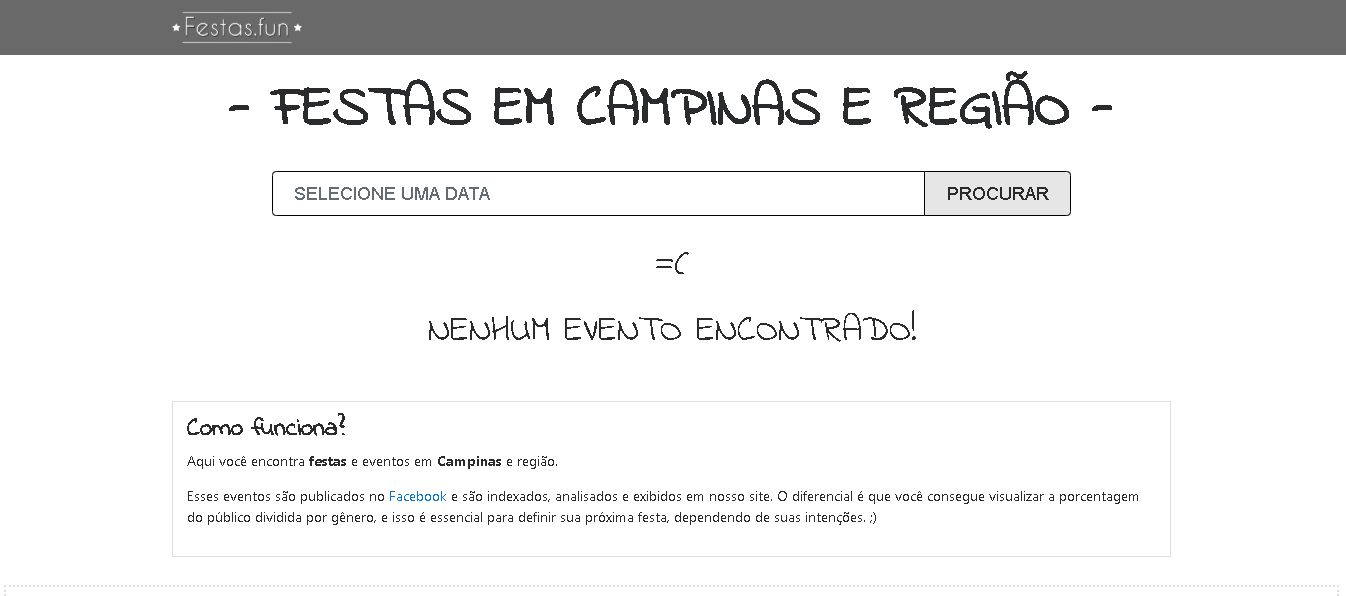 Festas.fun
- FESTAS EM CAMPINAS E REGIÃO -
SELECIONE UMA DATA
PROCURAR
=(
NENHUM EVENTO ENCONTRADO!
Como funciona?
Aqui você encontra festas e eventos em Campinas e região.
Esses eventos são publicados no Facebook e são indexados, analisados e exibidos em nosso site. O diferencial é que você consegue visualizar a porcentagem
do público dividida por gênero, e isso é essencial para definir sua próxima festa, dependendo de suas intenções. ;)